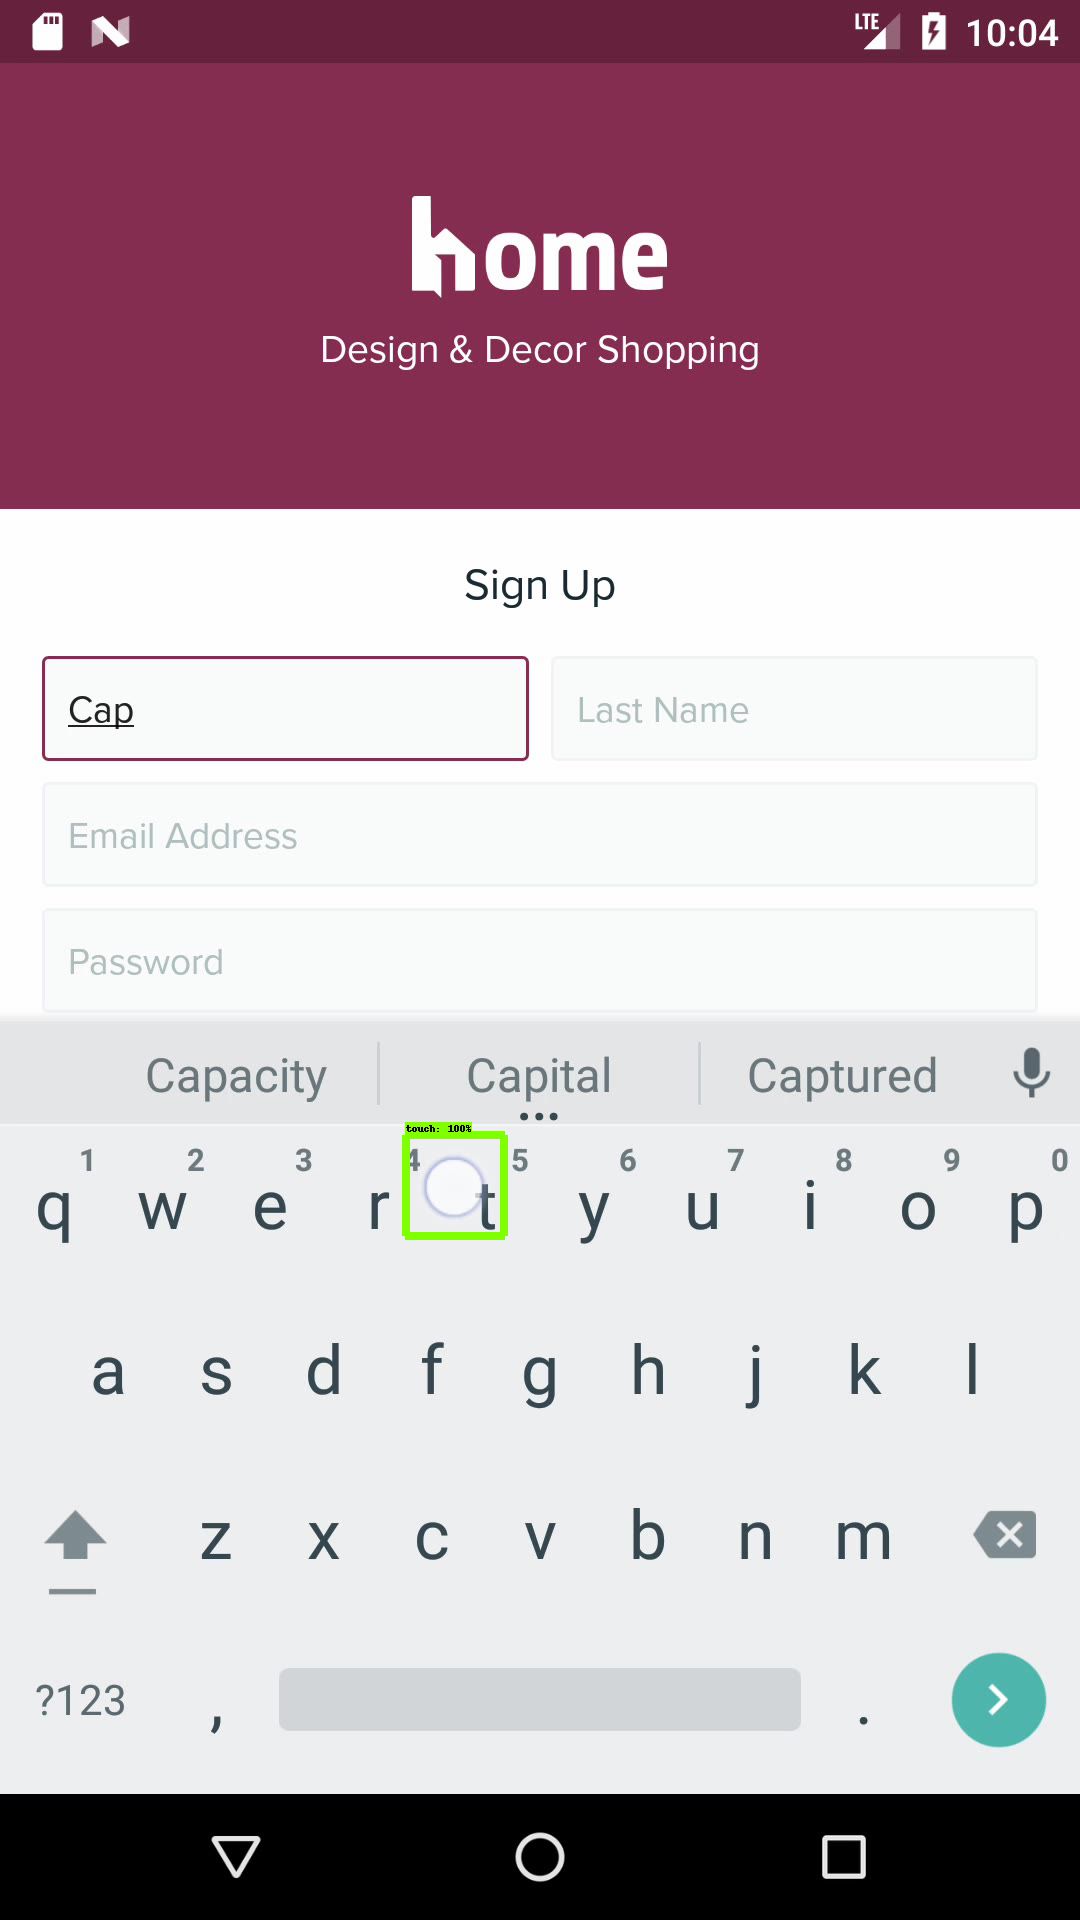 LTE 10:04
home
Design & Decor Shopping
Sign Up
Cap Last Name
Email Address
Password
Capacity Capital Captured
touch: 100%
1 2 3 4 5 6 7 8 9 0
q w e r t y u i o p
a s d f g h j k l
z x c v b n m
?123 , .